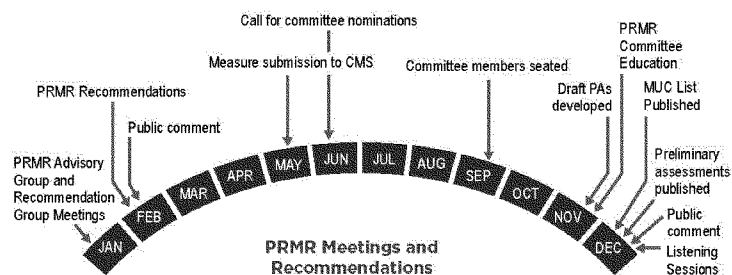 Call for committee nominations
Measure submission to CMS
Committee members seated
PRMR
Committee
Education
PRMR Recommendations
Public comment
Draft PAs
developed
MUC List
Published
PRMR Advisory
Group and
Recommendation
Group Meetings
Preliminary
assessments
published
Public
comment
Listening
Sessions
JAN
FEB
MAR
APR
MAY
JUN
JUL
AUG
SEP
OCT
NOV
DEC
PRMR Meetings and
Recommendations